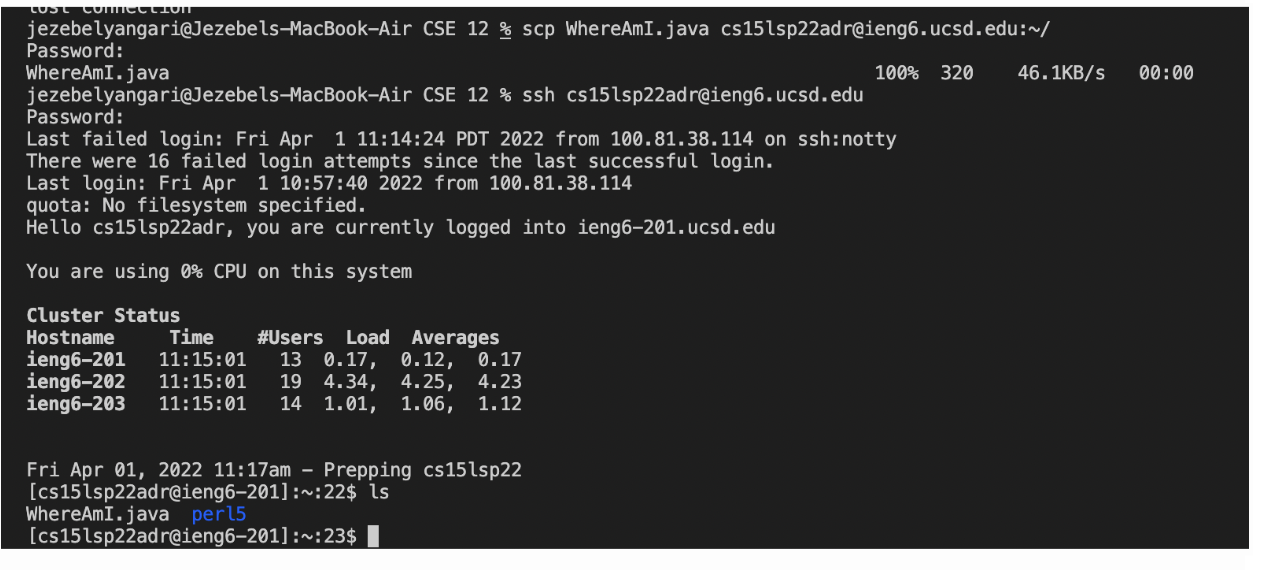 lost connection
jezebelyangari@Jezebels-MacBook-Air CSE 12 % scp WhereAmI.java cs15lsp22adr@ieng6.ucsd.edu:~/
Password:
WhereAmI.java 100% 320 46.1KB/s 00:00
jezebelyangari@Jezebels-MacBook-Air CSE 12 % ssh cs15lsp22adr@ieng6.ucsd.edu
Password:
Last failed login: Fri Apr  1 11:14:24 PDT 2022 from 100.81.38.114 on ssh:notty
There were 16 failed login attempts since the last successful login.
Last login: Fri Apr  1 10:57:40 2022 from 100.81.38.114
quota: No filesystem specified.
Hello cs15lsp22adr, you are currently logged into ieng6-201.ucsd.edu
You are using 0% CPU on this system
Cluster Status
Hostname Time #Users Load Averages
ieng6-201 11:15:01 13 0.17, 0.12, 0.17
ieng6-202 11:15:01 19 4.34, 4.25, 4.23
ieng6-203 11:15:01 14 1.01, 1.06, 1.12
Fri Apr 01, 2022 11:17am - Prepping cs15lsp22
[cs15lsp22adr@ieng6-201]:~:22$ ls
WhereAmI.java perl5
[cs15lsp22adr@ieng6-201]:~:23$